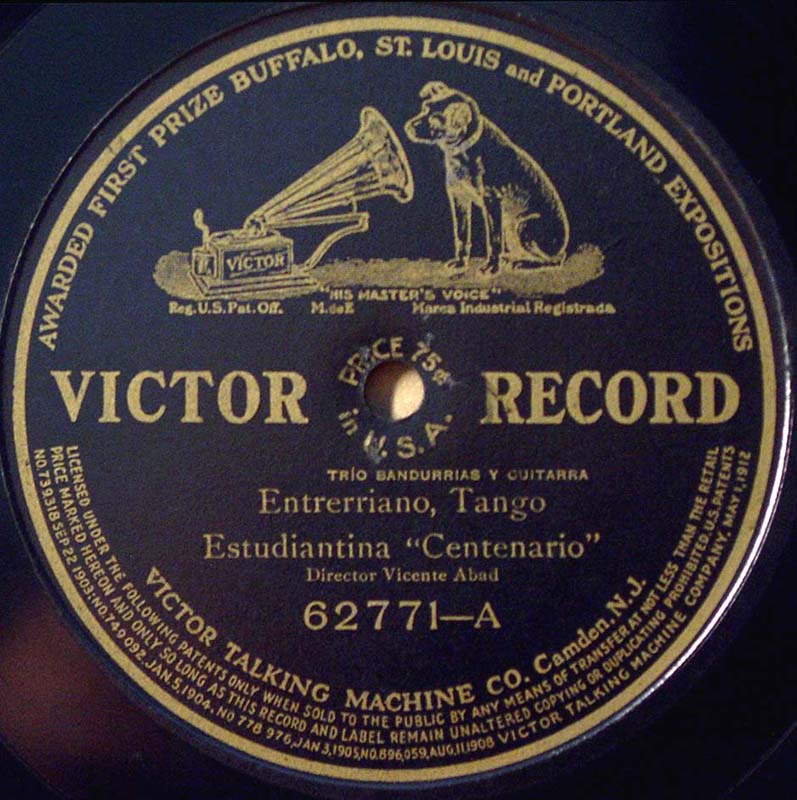 AWARDED FIRST PRIZE BUFFALO, ST. LOUIS and PORTLAND EXPOSITIONS
VICTOR
"HIS MASTER'S VOICE"
Reg. U.S. Pat. Off. M. de F. Marca Industrial Registrada
VICTOR RECORD
PRICE 75¢
in U.S.A.
TRÍO BANDURRIAS Y GUITARRA
Entrerriano, Tango
Estudiantina "Centenario"
Director Vicente Abad
62771—A
VICTOR TALKING MACHINE CO. Camden, N.J.
LICENSED UNDER THE FOLLOWING PATENTS ONLY WHEN SOLD TO THE PUBLIC BY ANY MEANS OF TRANSFER AT NOT LESS THAN THE RETAIL
PRICE MARKED HEREON AND ONLY SO LONG AS THIS RECORD AND LABEL REMAIN UNALTERED COPYING OR DUPLICATING PROHIBITED. U.S. PATENTS
NO. 739318 SEP 22 1903: NO. 749 092, JAN, 5, 1904, NO 778 976, JAN 3, 1905, NO. 896,059, AUG, 11, 1908 VICTOR TALKING MACHINE COMPANY, MAY 1, 1912